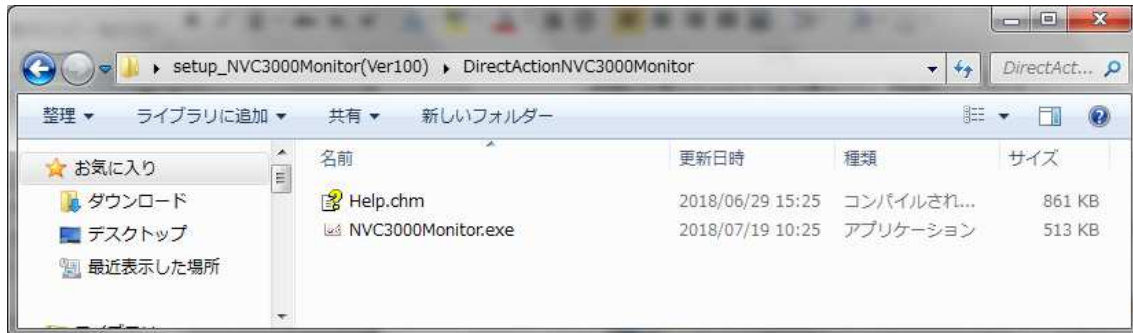 setup_NVC3000Monitor(Ver100) DirectActionNVC3000Monitor DirectAct...
整理 ライブラリに追加 共有 新しいフォルダー
お気に入り
ダウンロード
デスクトップ
最近表示した場所
名前 更新日時 種類 サイズ
Help.chm 2018/06/29 15:25 コンパイルされ... 861 KB
NVC3000Monitor.exe 2018/07/19 10:25 アプリケーション 513 KB